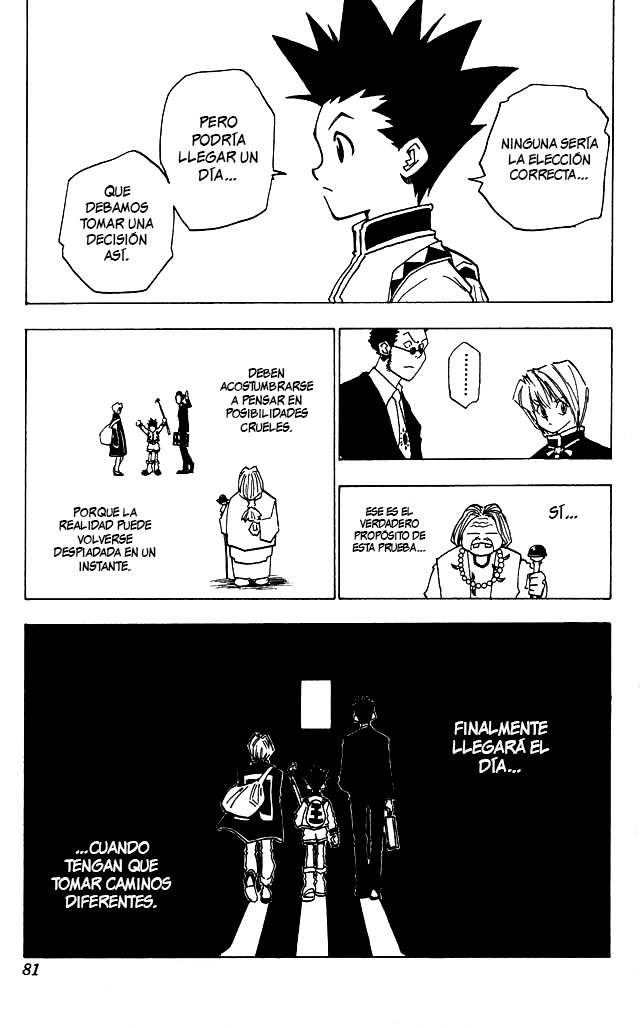 NINGUNA SERÍA
LA ELECCIÓN
CORRECTA...
PERO
PODRÍA
LLEGAR UN
DÍA...
QUE
DEBAMOS
TOMAR UNA
DECISIÓN
ASÍ.
........
SÍ...
ESE ES EL
VERDADERO
PROPÓSITO DE
ESTA PRUEBA...
DEBEN
ACOSTUMBRARSE
A PENSAR EN
POSIBILIDADES
CRUELES.
PORQUE LA
REALIDAD PUEDE
VOLVERSE
DESPIADADA EN UN
INSTANTE.
FINALMENTE
LLEGARÁ EL
DÍA...
...CUANDO
TENGAN QUE
TOMAR CAMINOS
DIFERENTES.
81